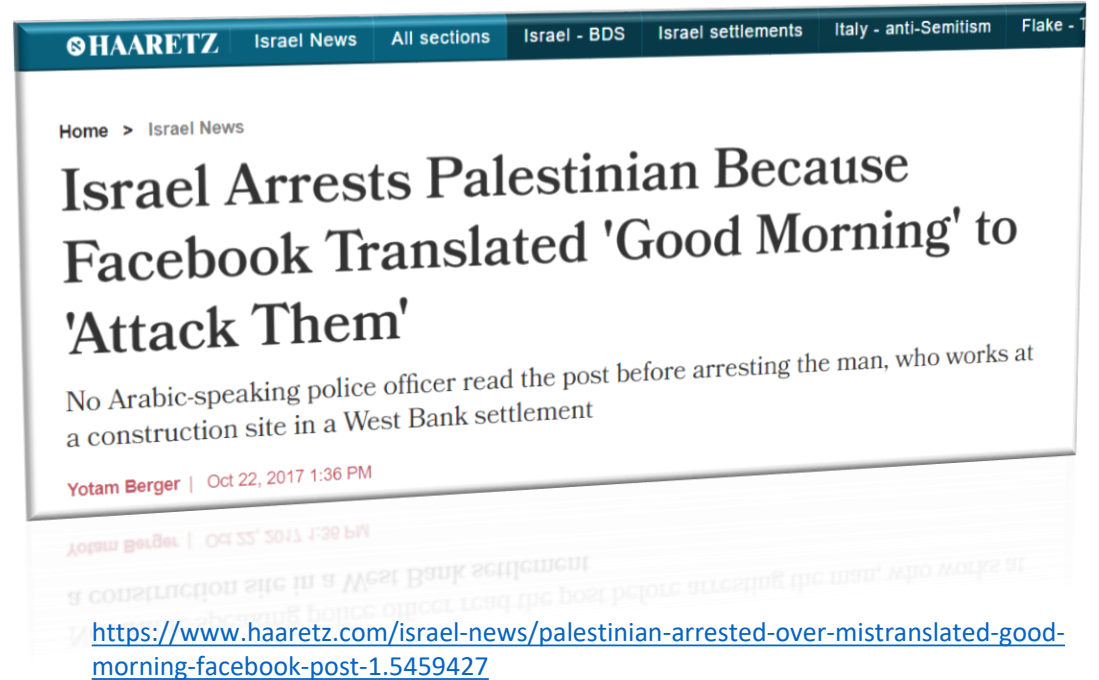 HAARETZ Israel News All sections Israel - BDS Israel settlements Italy - anti-Semitism Flake -
Home > Israel News
Israel Arrests Palestinian Because
Facebook Translated 'Good Morning' to
'Attack Them'
No Arabic-speaking police officer read the post before arresting the man, who works at
a construction site in a West Bank settlement
Yotam Berger | Oct 22, 2017 1:36 PM
https://www.haaretz.com/israel-news/palestinian-arrested-over-mistranslated-good-
morning-facebook-post-1.5459427